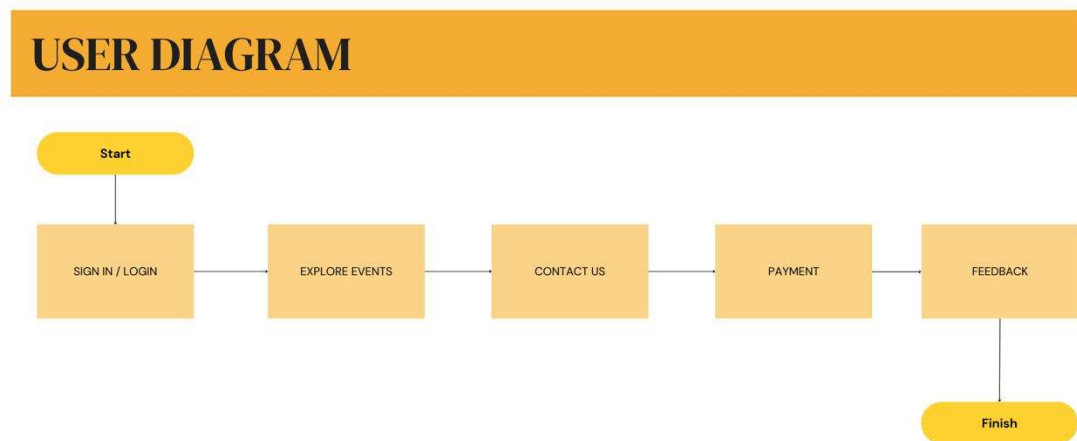 USER DIAGRAM
Start
SIGN IN / LOGIN
EXPLORE EVENTS
CONTACT US
PAYMENT
FEEDBACK
Finish